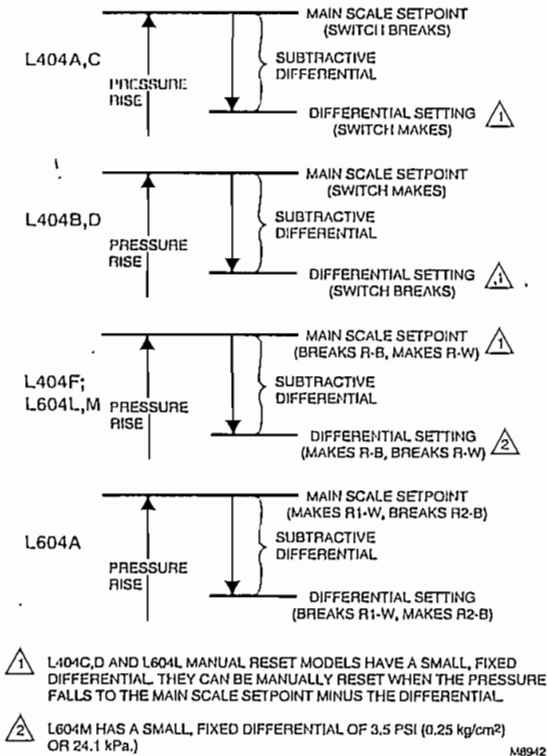 MAIN SCALE SETPOINT
(SWITCH BREAKS)
L404A,C
SUBTRACTIVE
DIFFERENTIAL
PRESSURE
RISE
DIFFERENTIAL SETTING
(SWITCH MAKES)
1
MAIN SCALE SETPOINT
(SWITCH MAKES)
L404B,D
SUBTRACTIVE
DIFFERENTIAL
PRESSURE
RISE
DIFFERENTIAL SETTING
(SWITCH BREAKS)
1
MAIN SCALE SETPOINT
(BREAKS R-B, MAKES R-W)
1
L404F;
L604L,M
SUBTRACTIVE
DIFFERENTIAL
PRESSURE
RISE
DIFFERENTIAL SETTING
(MAKES R-B, BREAKS R-W)
2
MAIN SCALE SETPOINT
(MAKES R1-W, BREAKS R2-B)
L604A
SUBTRACTIVE
DIFFERENTIAL
PRESSURE
RISE
DIFFERENTIAL SETTING
(BREAKS R1-W, MAKES R2-B)
1 L404C,D AND L604L MANUAL RESET MODELS HAVE A SMALL, FIXED
DIFFERENTIAL. THEY CAN BE MANUALLY RESET WHEN THE PRESSURE
FALLS TO THE MAIN SCALE SETPOINT MINUS THE DIFFERENTIAL
2 L604M HAS A SMALL, FIXED DIFFERENTIAL OF 3.5 PSI (0.25 kg/cm²)
OR 24.1 kPa.)
M8942